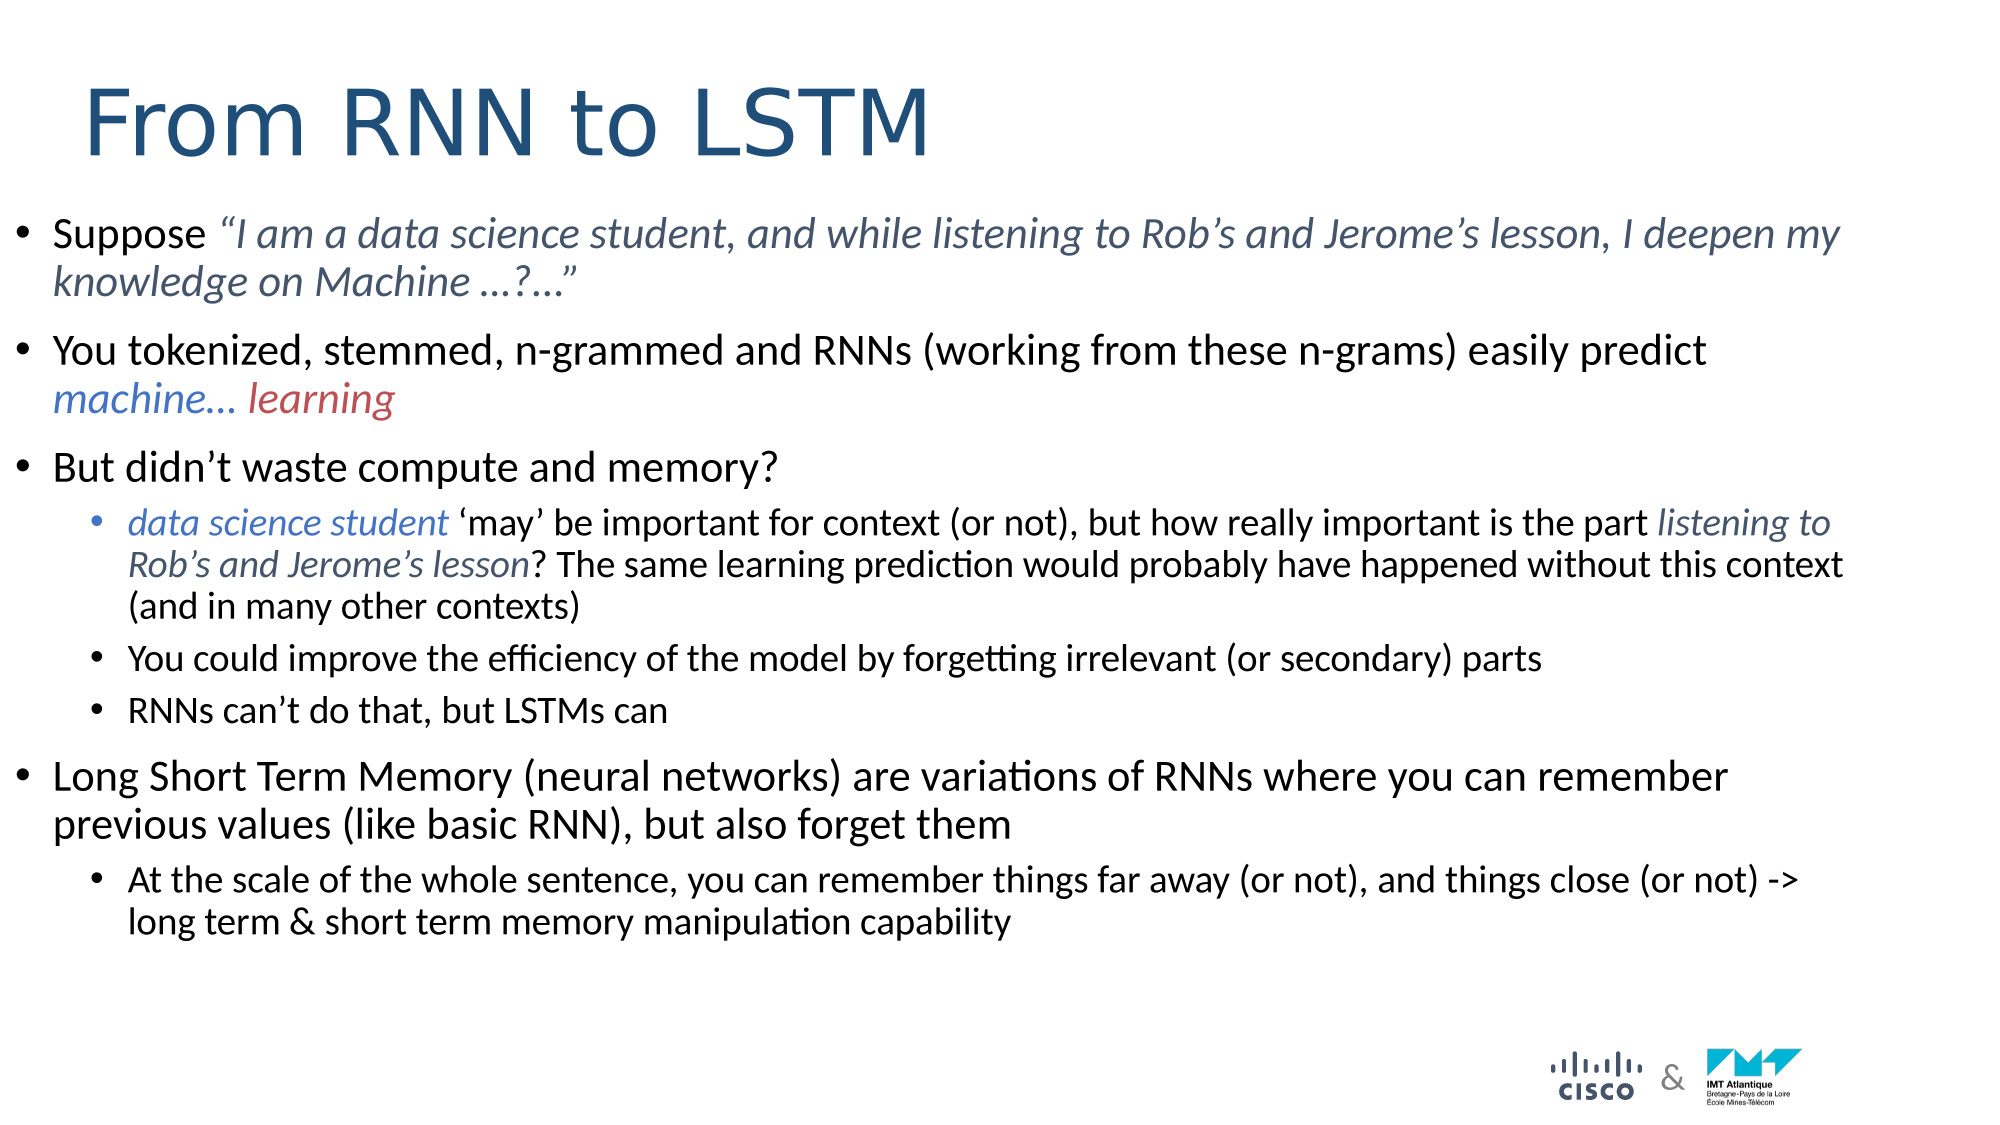 From RNN to LSTM
• Suppose “I am a data science student, and while listening to Rob’s and Jerome’s lesson, I deepen my
knowledge on Machine …?…”
• You tokenized, stemmed, n-grammed and RNNs (working from these n-grams) easily predict
machine… learning
• But didn’t waste compute and memory?
• data science student ‘may’ be important for context (or not), but how really important is the part listening to
Rob’s and Jerome’s lesson? The same learning prediction would probably have happened without this context
(and in many other contexts)
• You could improve the efficiency of the model by forgetting irrelevant (or secondary) parts
• RNNs can’t do that, but LSTMs can
• Long Short Term Memory (neural networks) are variations of RNNs where you can remember
previous values (like basic RNN), but also forget them
• At the scale of the whole sentence, you can remember things far away (or not), and things close (or not) ->
long term & short term memory manipulation capability
CISCO & IMT
IMT Atlantique
Bretagne-Pays de la Loire
École Mines-Télécom